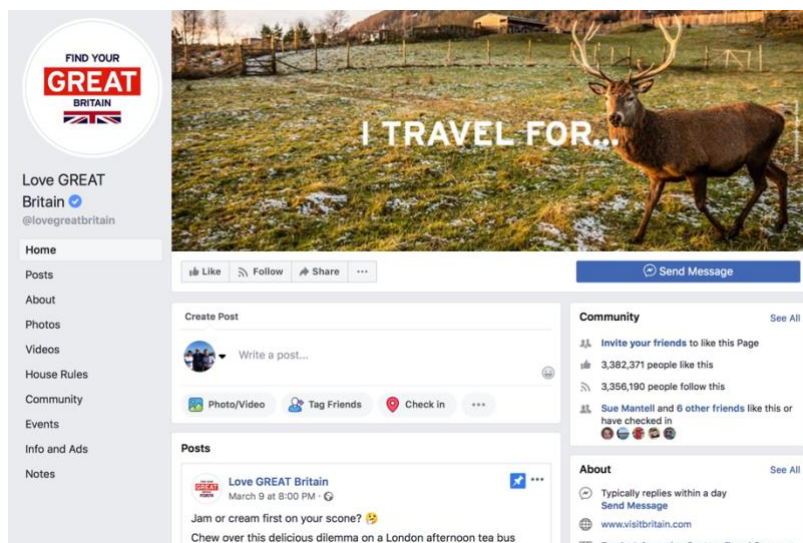 FIND YOUR
GREAT
BRITAIN
I TRAVEL FOR...
Love GREAT
Britain
@lovegreatbritain
Home
Posts
About
Photos
Videos
House Rules
Community
Events
Info and Ads
Notes
Like
Follow
Share
Send Message
Create Post
Write a post...
Photo/Video
Tag Friends
Check in
Posts
Love GREAT Britain
March 9 at 8:00 PM ·
Jam or cream first on your scone? 🤔
Chew over this delicious dilemma on a London afternoon tea bus
Community
See All
Invite your friends to like this Page
3,382,371 people like this
3,356,190 people follow this
Sue Mantell and 6 other friends like this or
have checked in
About
See All
Typically replies within a day
Send Message
www.visitbritain.com